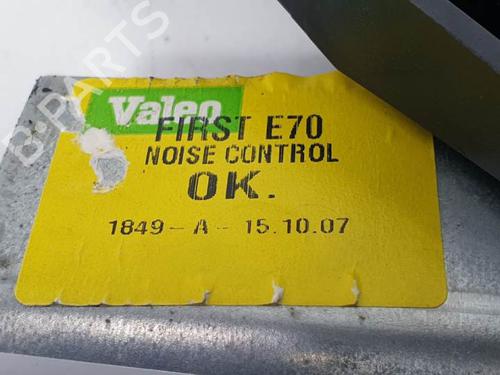 B-PARTS
Valeo
FIRST E70
NOISE CONTROL
OK.
1849-A-15.10.07